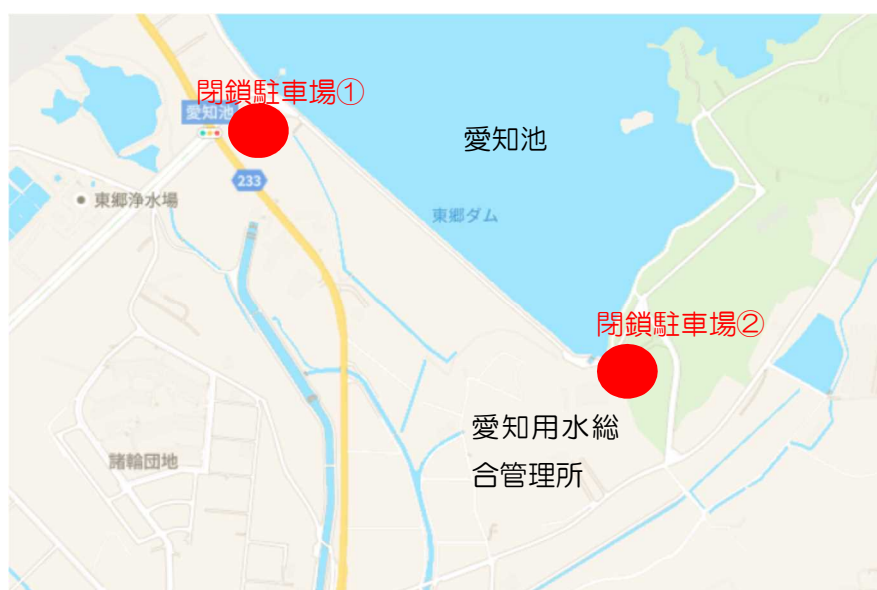 閉鎖駐車場①
愛知池
愛知池
233
東郷浄水場
東郷ダム
閉鎖駐車場②
愛知用水総
合管理所
諸輪団地